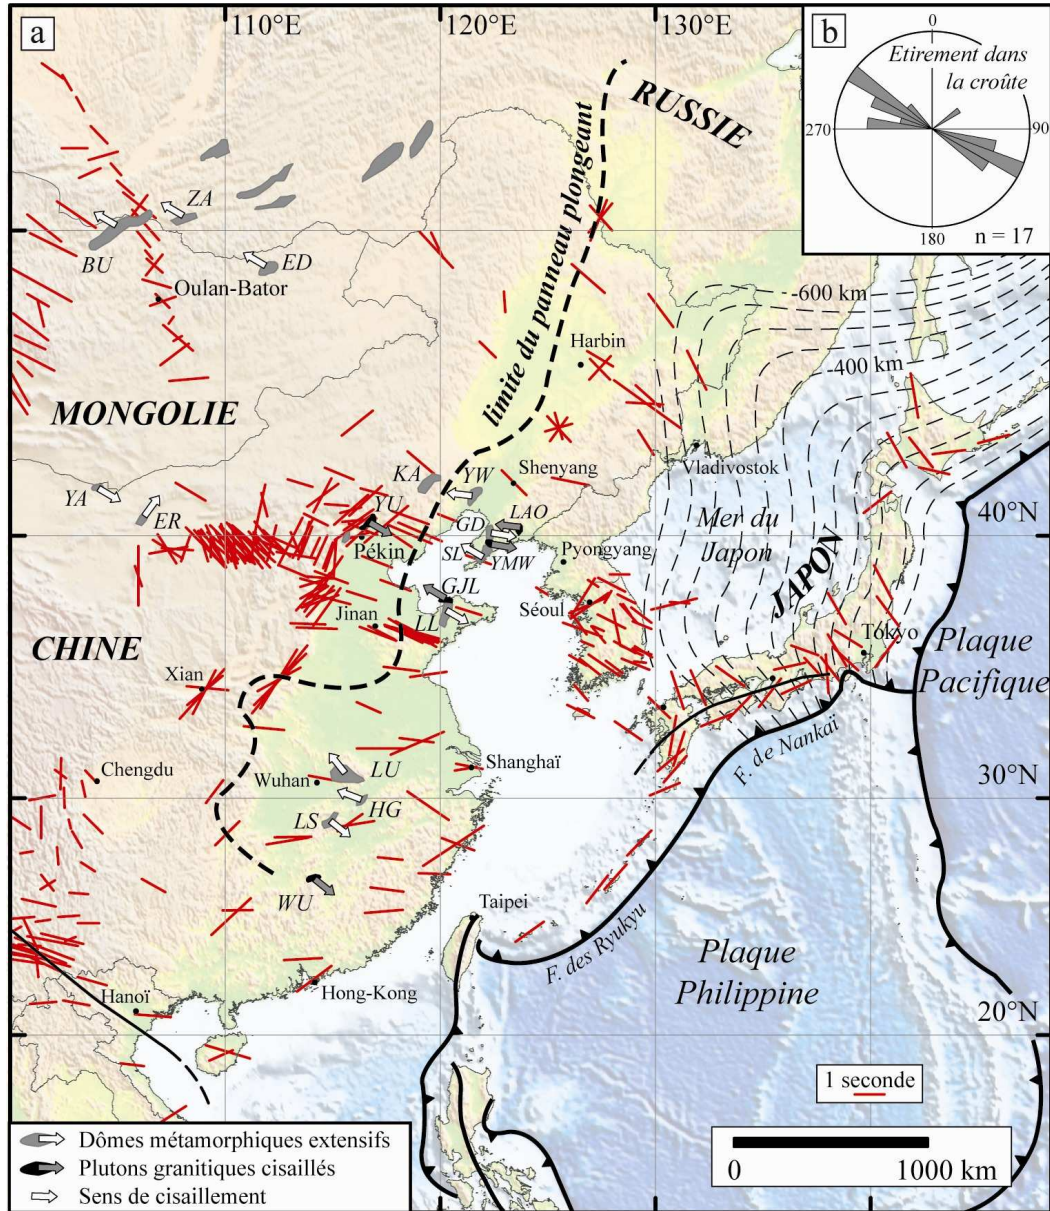 a
110°E
120°E
130°E
b
0
Etirement dans
la croûte
270
90
180
n = 17
RUSSIE
limite du panneau plongeant
ZA
BU
ED
Oulan-Bator
-600 km
Harbin
-400 km
MONGOLIE
KA
YW
Shenyang
Vladivostok
YA
ER
YU
GD
LAO
40°N
Pékin
SL
YMW
Pyongyang
Mer du
Japon
JAPON
GJL
Jinan
LL
Séoul
Tokyo
CHINE
Xian
Plaque
Pacifique
F. de Nankaï
Chengdu
Wuhan
LU
Shanghaï
30°N
HG
LS
WU
Taipei
F. des Ryukyu
Plaque
Philippine
Hanoï
Hong-Kong
20°N
1 seconde
Dômes métamorphiques extensifs
Plutons granitiques cisaillés
Sens de cisaillement
0
1000 km